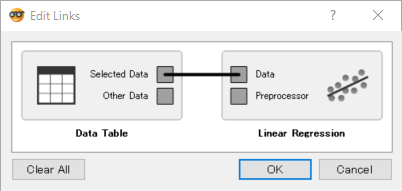 Edit Links
Selected Data
Other Data
Data Table
Data
Preprocessor
Linear Regression
Clear All
OK
Cancel